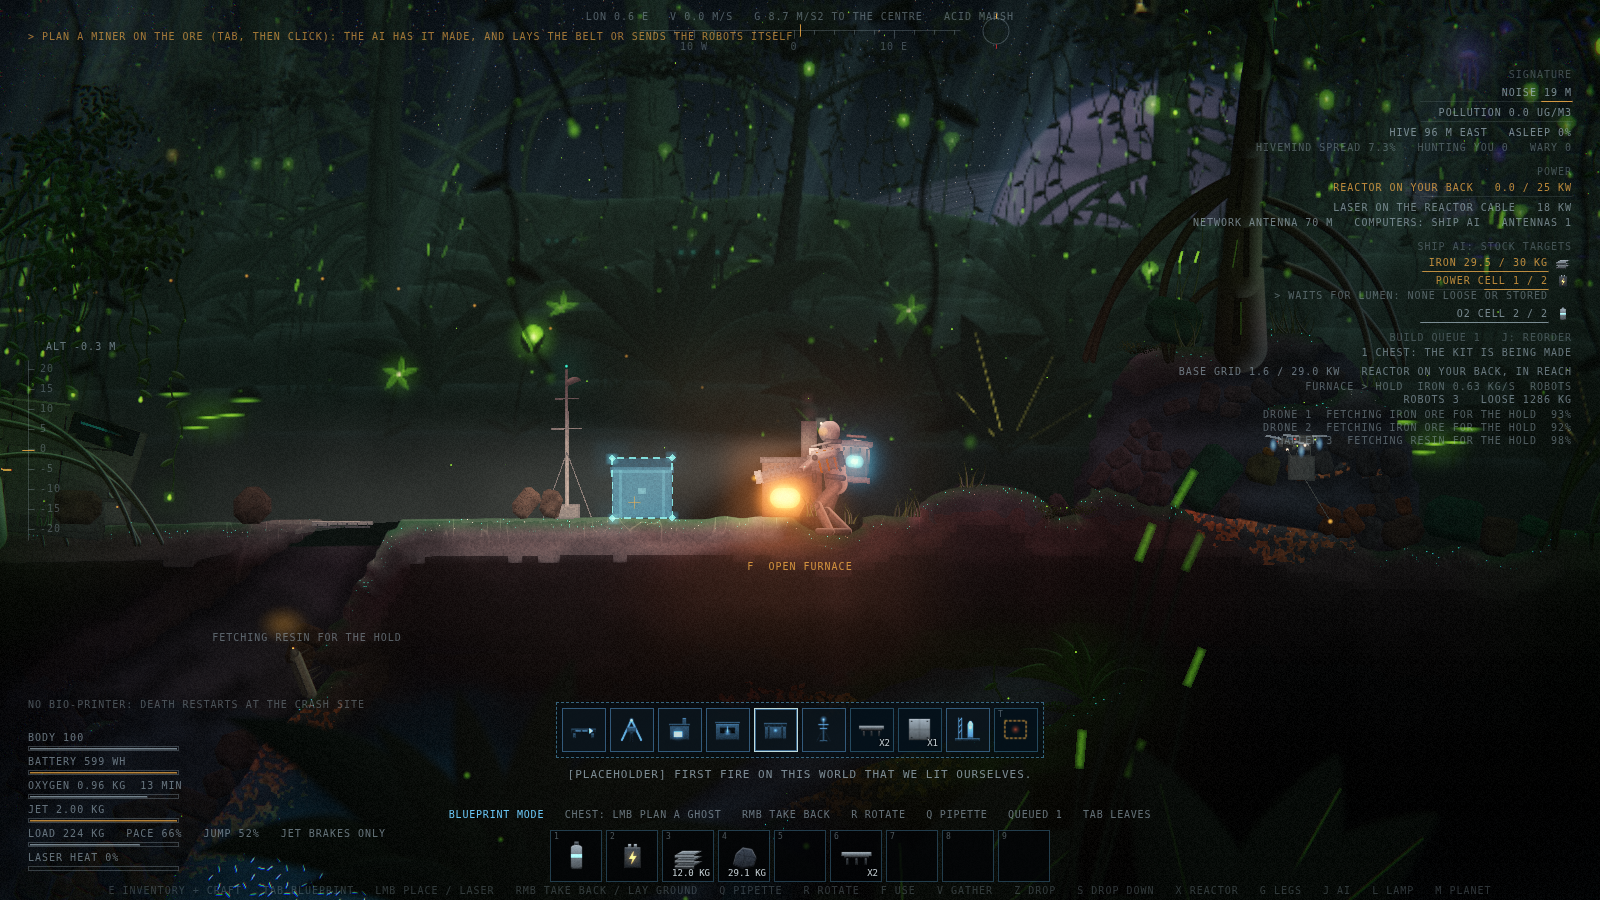 LON 0.6 E   V 0.0 M/S   G 8.7 M/S2 TO THE CENTRE   ACID MARSH
> PLAN A MINER ON THE ORE (TAB, THEN CLICK): THE AI HAS IT MADE, AND LAYS THE BELT OR SENDS THE ROBOTS ITSELF
10 W   0   10 E
SIGNATURE
NOISE 19 M
POLLUTION 0.0 UG/M3
HIVE 96 M EAST   ASLEEP 0%
HIVEMIND SPREAD 7.3%   HUNTING YOU 0   WARY 0
POWER
REACTOR ON YOUR BACK   0.0 / 25 KW
LASER ON THE REACTOR CABLE   18 KW
NETWORK ANTENNA 70 M   COMPUTERS: SHIP AI   ANTENNAS 1
SHIP AI: STOCK TARGETS
IRON 29.5 / 30 KG
POWER CELL 1 / 2
> WAITS FOR LUMEN: NONE LOOSE OR STORED
O2 CELL 2 / 2
BUILD QUEUE 1   J: REORDER
1 CHEST: THE KIT IS BEING MADE
BASE GRID 1.6 / 29.0 KW   REACTOR ON YOUR BACK, IN REACH
FURNACE > HOLD   IRON 0.63 KG/S   ROBOTS
ROBOTS 3   LOOSE 1286 KG
DRONE 1   FETCHING IRON ORE FOR THE HOLD   93%
DRONE 2   FETCHING IRON ORE FOR THE HOLD   92%
3   FETCHING RESIN FOR THE HOLD   98%
ALT -0.3 M
20
15
10
5
0
-5
-10
-15
-20
F   OPEN FURNACE
FETCHING RESIN FOR THE HOLD
NO BIO-PRINTER: DEATH RESTARTS AT THE CRASH SITE
BODY 100
BATTERY 599 WH
OXYGEN 0.96 KG   13 MIN
JET 2.00 KG
LOAD 224 KG   PACE 66%   JUMP 52%   JET BRAKES ONLY
LASER HEAT 0%
X2   X1   T
[PLACEHOLDER] FIRST FIRE ON THIS WORLD THAT WE LIT OURSELVES.
BLUEPRINT MODE   CHEST: LMB PLAN A GHOST   RMB TAKE BACK   R ROTATE   Q PIPETTE   QUEUED 1   TAB LEAVES
1   2   3   4   5   6   7   8   9
12.0 KG   29.1 KG   X2
E INVENTORY + CRAFT   TAB BLUEPRINT   LMB PLACE / LASER   RMB TAKE BACK / LAY GROUND   Q PIPETTE   R ROTATE   F USE   V GATHER   Z DROP   S DROP DOWN   X REACTOR   G LEGS   J AI   L LAMP   M PLANET